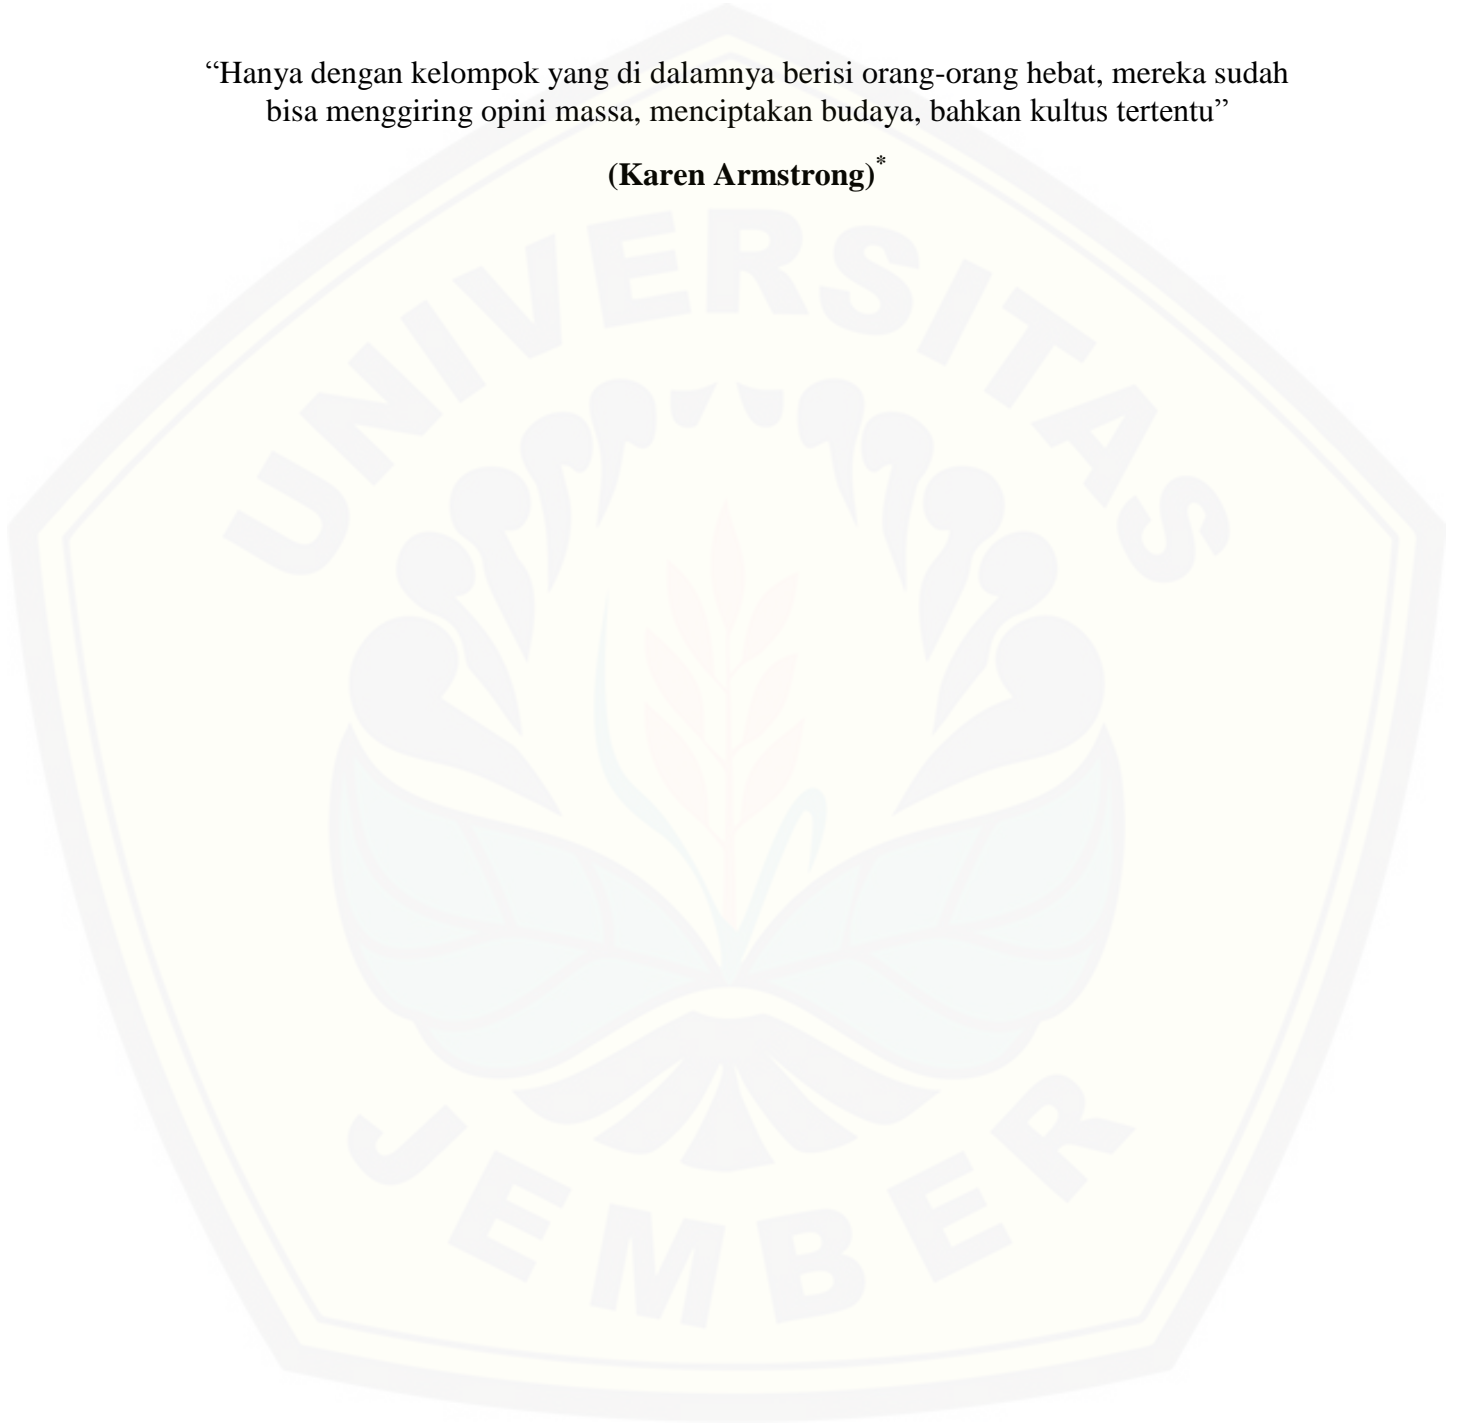 “Hanya dengan kelompok yang di dalamnya berisi orang-orang hebat, mereka sudah
bisa menggiring opini massa, menciptakan budaya, bahkan kultus tertentu”
(Karen Armstrong)*
UNIVERSITAS
JEMBER